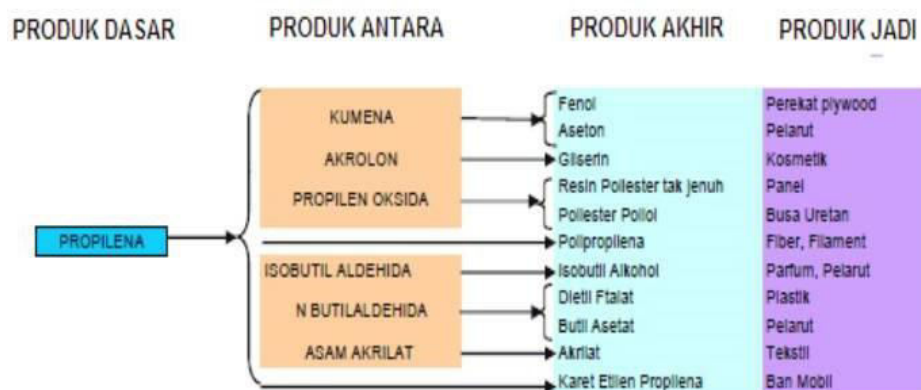 PRODUK DASAR PRODUK ANTARA PRODUK AKHIR PRODUK JADI
KUMENA Fenol Perekat plywood
Aseton Pelarut
AKROLON Gliserin Kosmetik
PROPILEN OKSIDA Resin Poliester tak jenuh Panel
Poliester Poliol Busa Uretan
PROPILENA Polipropilena Fiber, Filament
ISOBUTIL ALDEHIDA Isobutil Alkohol Parfum, Pelarut
N BUTILALDEHIDA Dietil Ftalat Plastik
Butil Asetat Pelarut
ASAM AKRILAT Akrilat Tekstil
Karet Etilen Propilena Ban Mobil